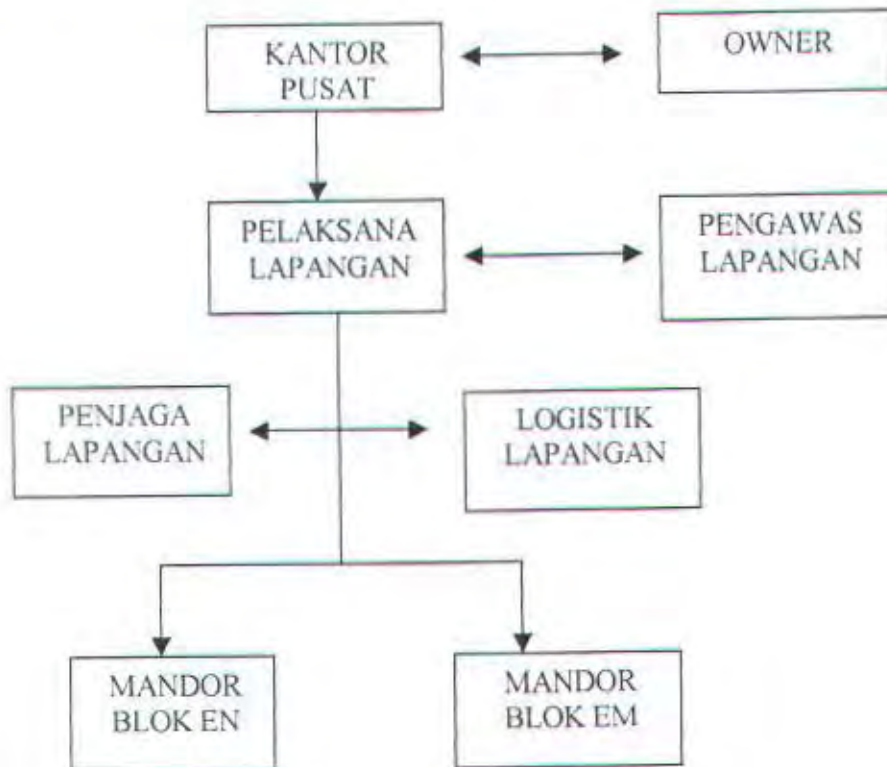 KANTOR
PUSAT
OWNER
PELAKSANA
LAPANGAN
PENGAWAS
LAPANGAN
PENJAGA
LAPANGAN
LOGISTIK
LAPANGAN
MANDOR
BLOK EN
MANDOR
BLOK EM